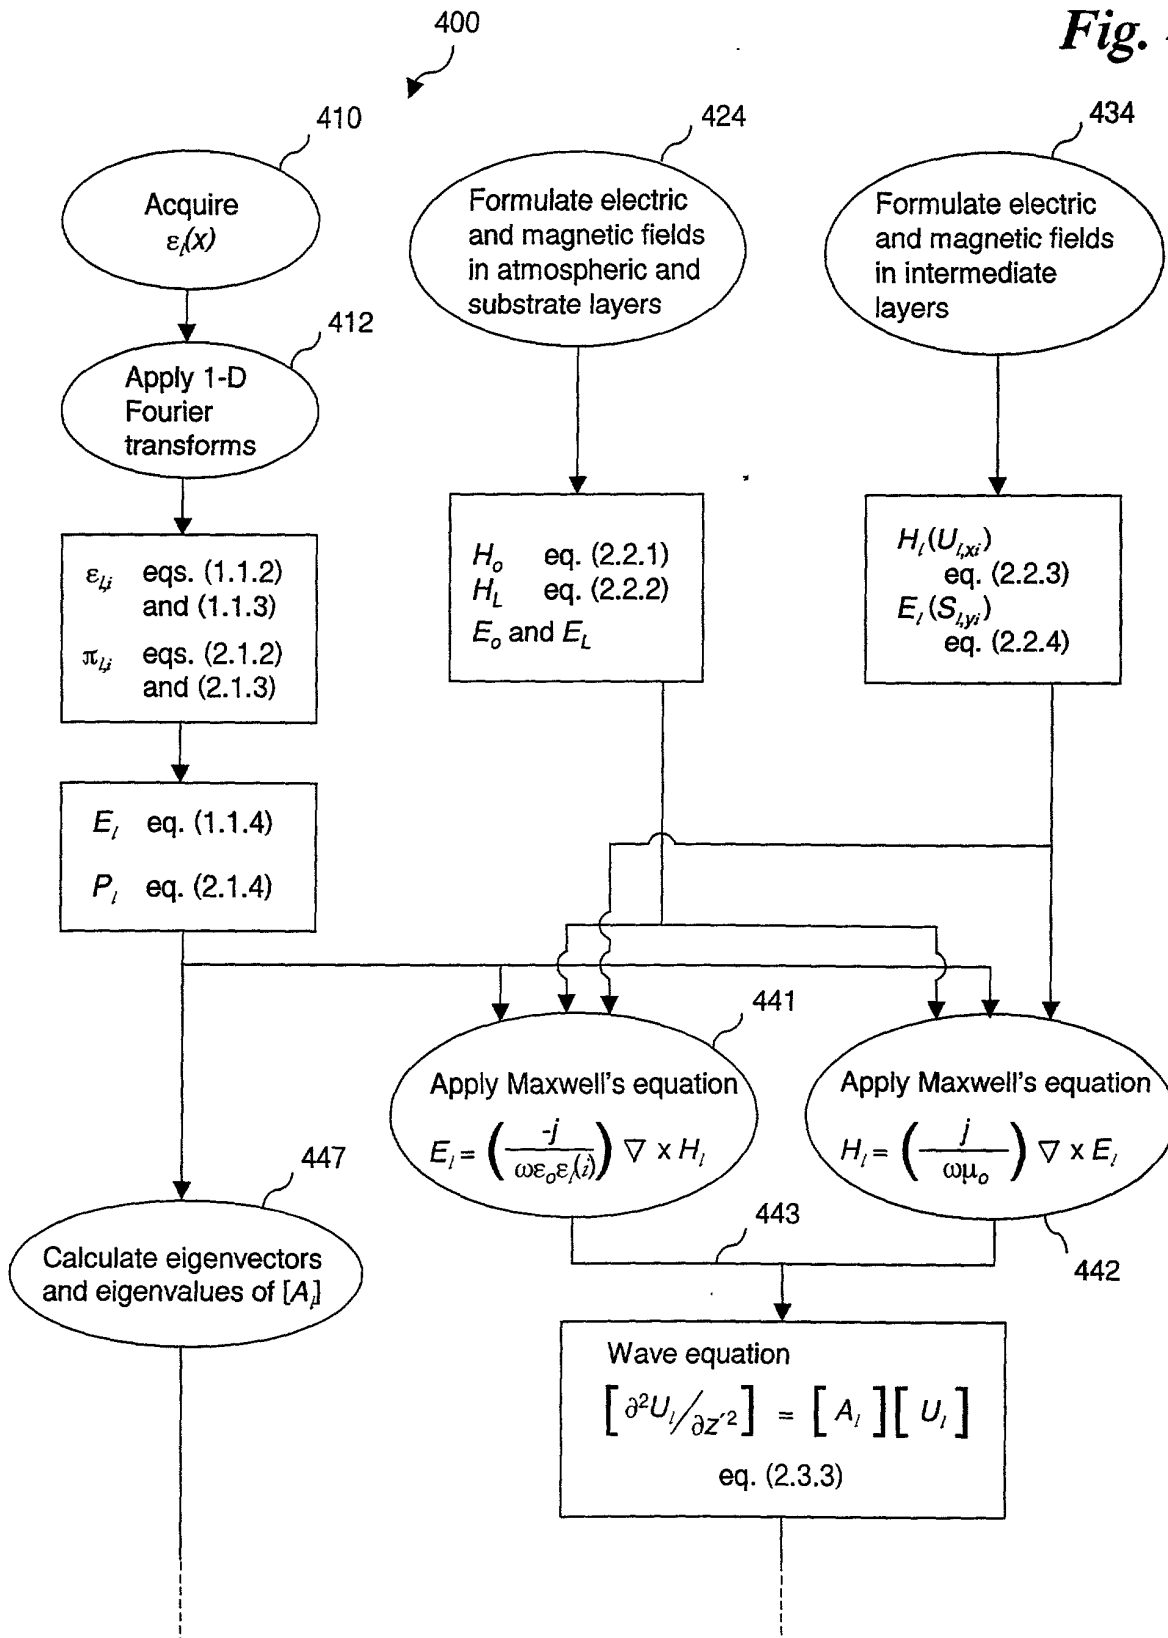 400
Fig.
410
Acquire
εₗ(x)
412
Apply 1-D
Fourier
transforms
εₗ,ᵢ eqs. (1.1.2)
and (1.1.3)
πₗ,ᵢ eqs. (2.1.2)
and (2.1.3)
Eₗ eq. (1.1.4)
Pₗ eq. (2.1.4)
447
Calculate eigenvectors
and eigenvalues of [Aₗ]
424
Formulate electric
and magnetic fields
in atmospheric and
substrate layers
Hₒ eq. (2.2.1)
H_L eq. (2.2.2)
Eₒ and E_L
434
Formulate electric
and magnetic fields
in intermediate
layers
Hₗ(Uₗ,ₓᵢ)
eq. (2.2.3)
Eₗ(Sₗ,yᵢ)
eq. (2.2.4)
441
Apply Maxwell's equation
Eₗ = (-j / ωεₒεₗ(i)) ∇ x Hₗ
Apply Maxwell's equation
Hₗ = (j / ωμₒ) ∇ x Eₗ
442
443
Wave equation
[∂²Uₗ/∂z′²] = [Aₗ][Uₗ]
eq. (2.3.3)